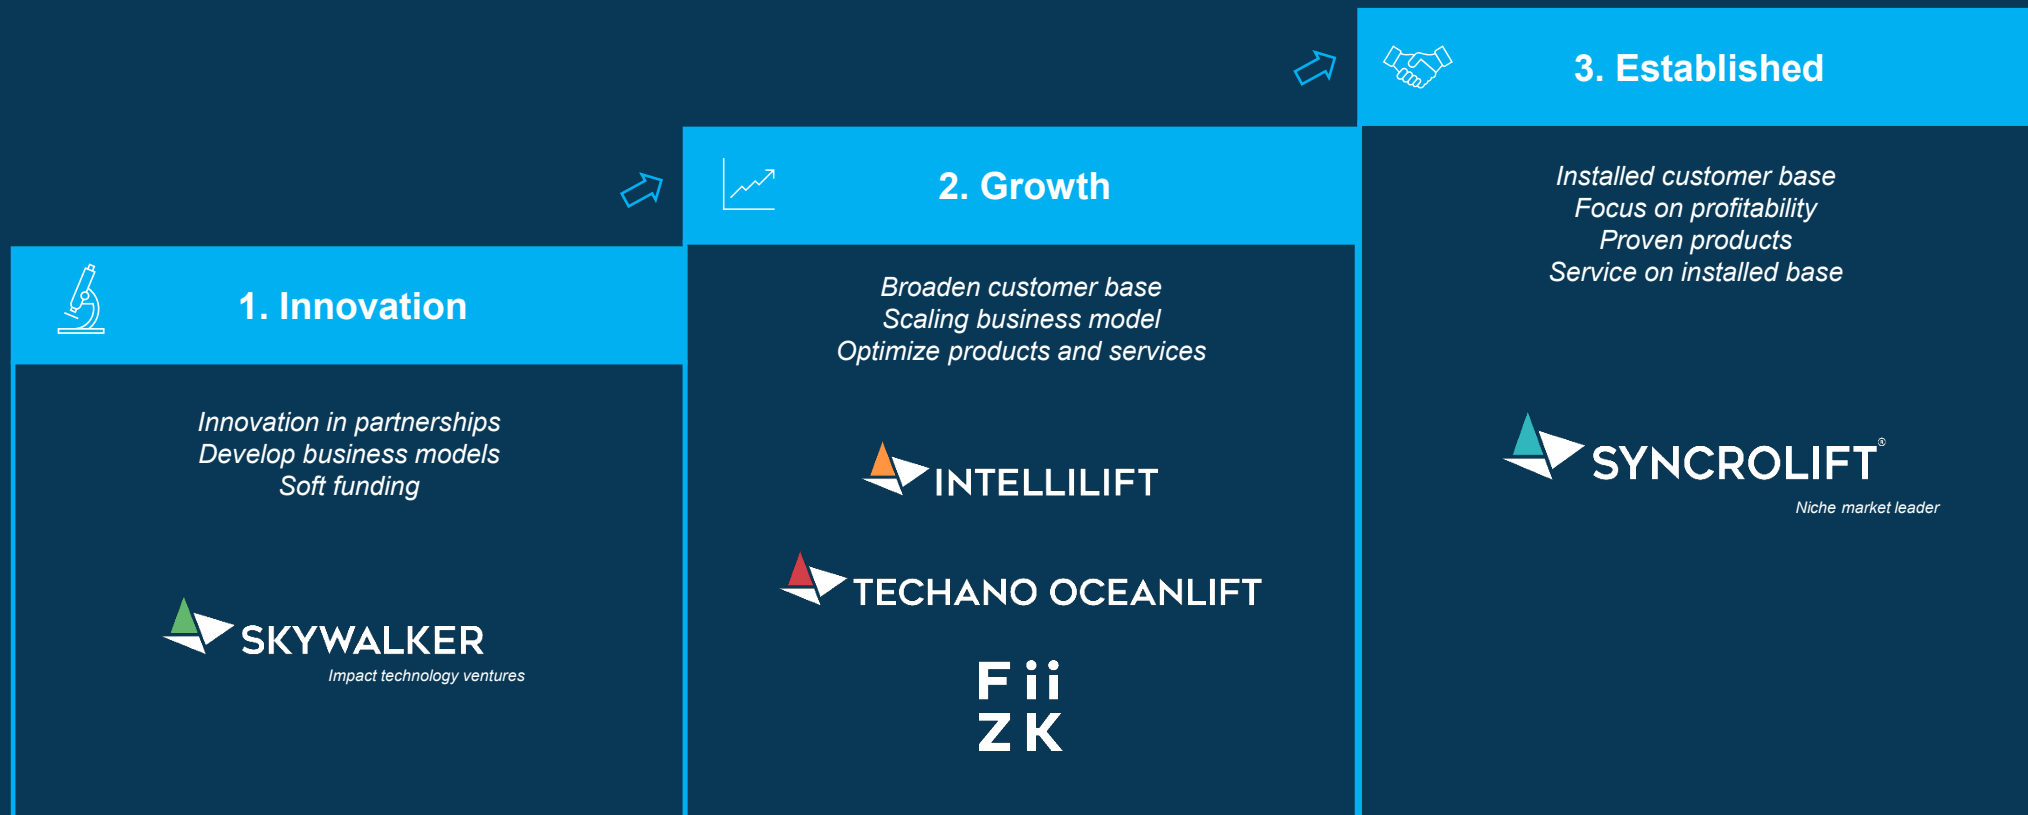 1. Innovation
Innovation in partnerships
Develop business models
Soft funding
SKYWALKER
Impact technology ventures
2. Growth
Broaden customer base
Scaling business model
Optimize products and services
INTELLILIFT
TECHANO OCEANLIFT
Fii
ZK
3. Established
Installed customer base
Focus on profitability
Proven products
Service on installed base
SYNCROLIFT®
Niche market leader